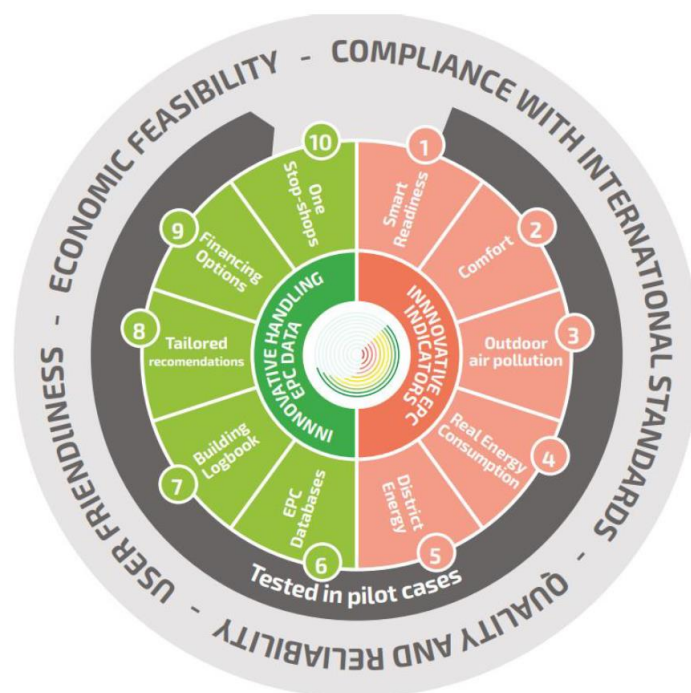 ECONOMIC FEASIBILITY - COMPLIANCE WITH INTERNATIONAL STANDARDS - QUALITY AND RELIABILITY - USER FRIENDLINESS -
INNNOVATIVE EPC
INDICATORS
1
Smart
Readiness
2
Comfort
3
Outdoor
air pollution
4
Real Energy
Consumption
5
District
Energy
INNNOVATIVE HANDLING
EPC DATA
6
EPC
Databases
7
Building
Logbook
8
Tailored
recomendations
9
Financing
Options
10
One
Stop-shops
Tested in pilot cases